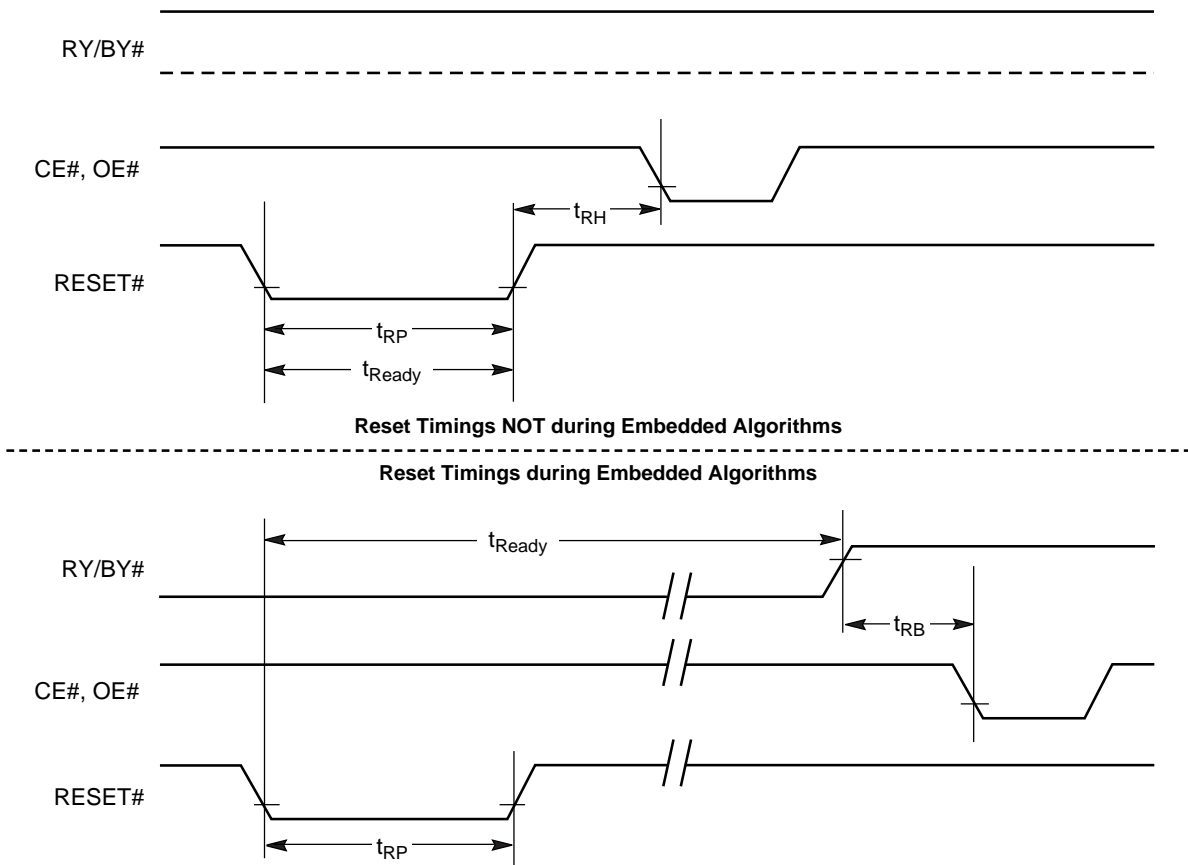 RY/BY#
CE#, OE#
tRH
RESET#
tRP
tReady
Reset Timings NOT during Embedded Algorithms
Reset Timings during Embedded Algorithms
tReady
RY/BY#
tRB
CE#, OE#
RESET#
tRP